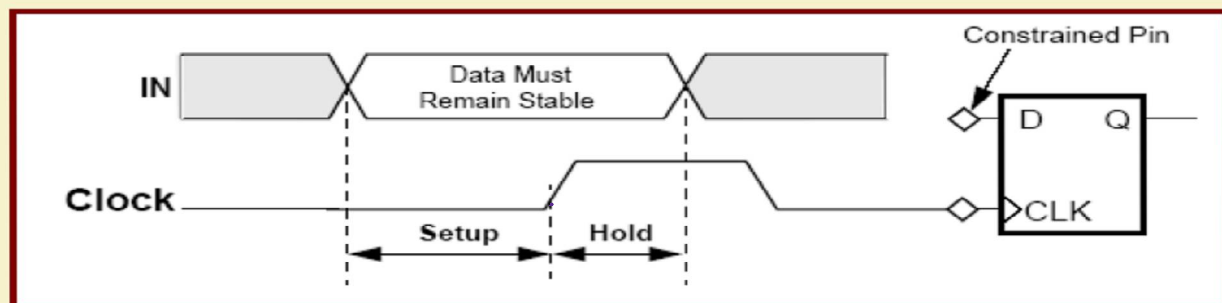 Constrained Pin
IN
Data Must
Remain Stable
D Q
Clock
CLK
Setup Hold